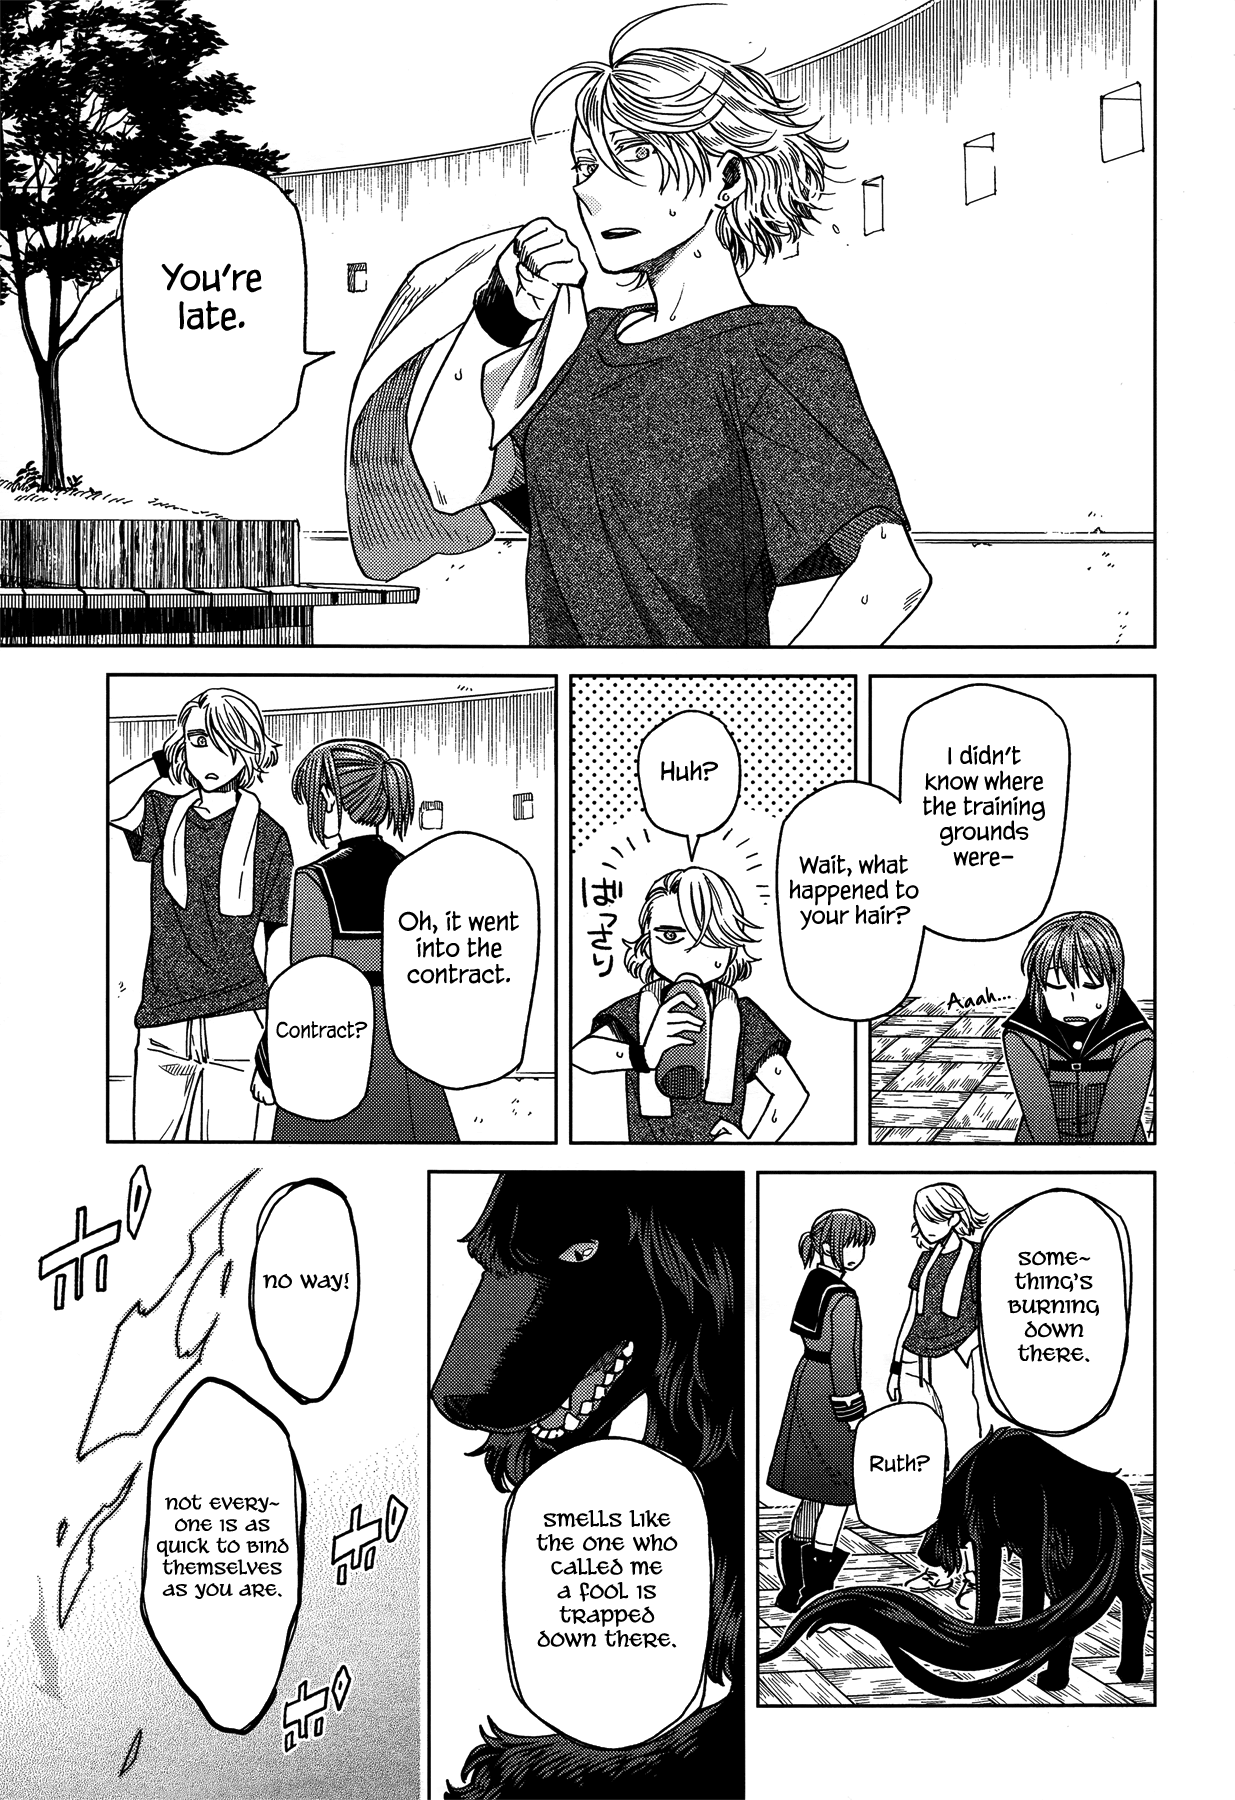 You're
late.
I didn't
know where
the training
grounds
were-
Wait, what
happened to
your hair?
Aaah...
Huh?
ぼっさり
Oh, it went
into the
contract.
Contract?
SOME-
THING'S
BURNING
DOWN
THERE.
Ruth?
SMELLS LIKE
THE ONE WHO
CALLED ME
A FOOL IS
TRAPPED
DOWN THERE.
NO WAY!
NOT EVERY-
ONE IS AS
QUICK TO BIND
THEMSELVES
AS YOU ARE.